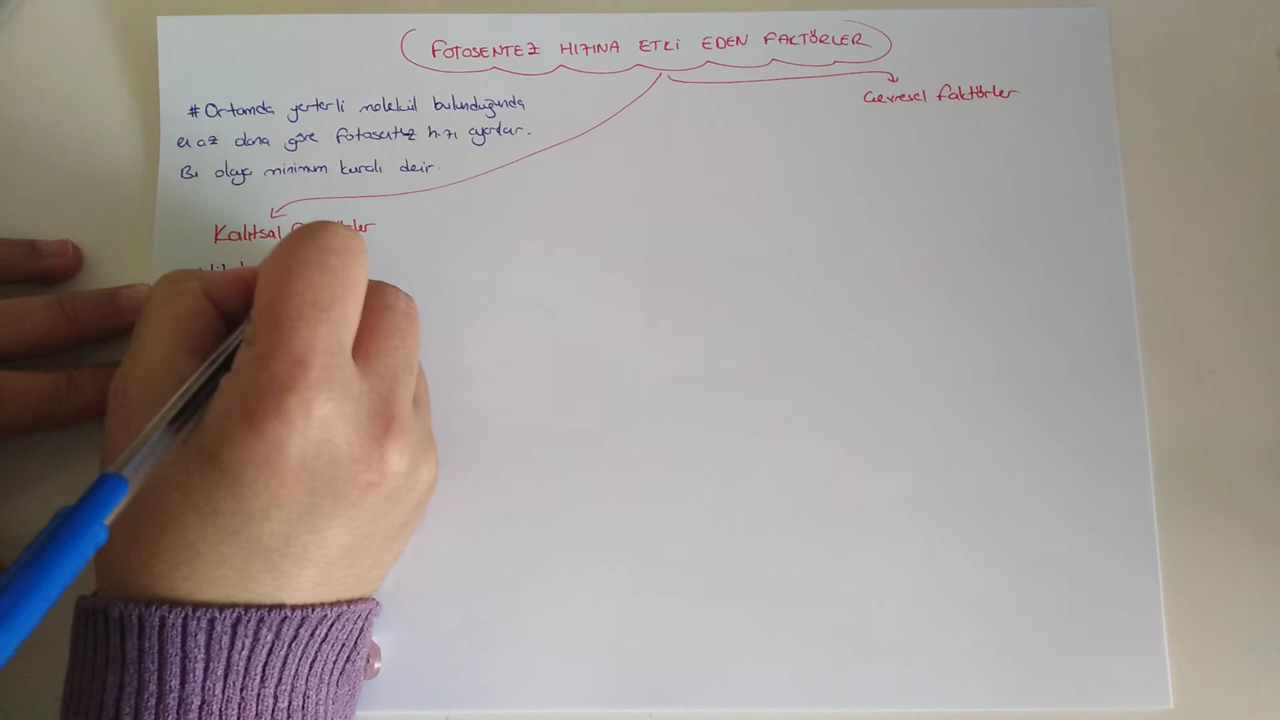 FOTOSENTEZ HIZINA ETKİ EDEN FAKTÖRLER
Çevresel faktörler
# Ortamda yeterli molekül bulunduğunda
en az olana göre fotosentez hızı ayarlar.
Bu olaya minimum kuralı denir.
Kalıtsal